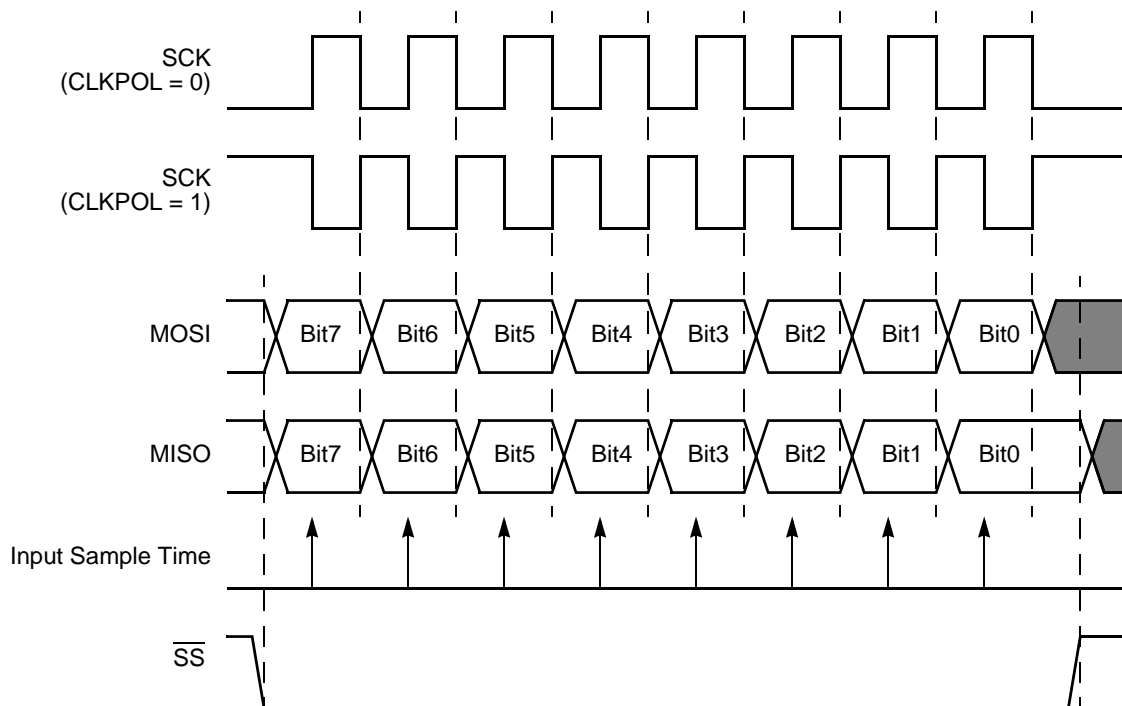 SCK
(CLKPOL = 0)
SCK
(CLKPOL = 1)
MOSI
Bit7 Bit6 Bit5 Bit4 Bit3 Bit2 Bit1 Bit0
MISO
Bit7 Bit6 Bit5 Bit4 Bit3 Bit2 Bit1 Bit0
Input Sample Time
SS